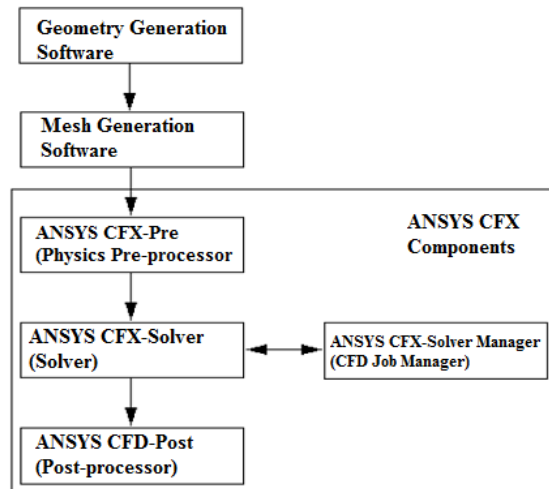 Geometry Generation
Software
Mesh Generation
Software
ANSYS CFX-Pre
(Physics Pre-processor
ANSYS CFX
Components
ANSYS CFX-Solver
(Solver)
ANSYS CFX-Solver Manager
(CFD Job Manager)
ANSYS CFD-Post
(Post-processor)